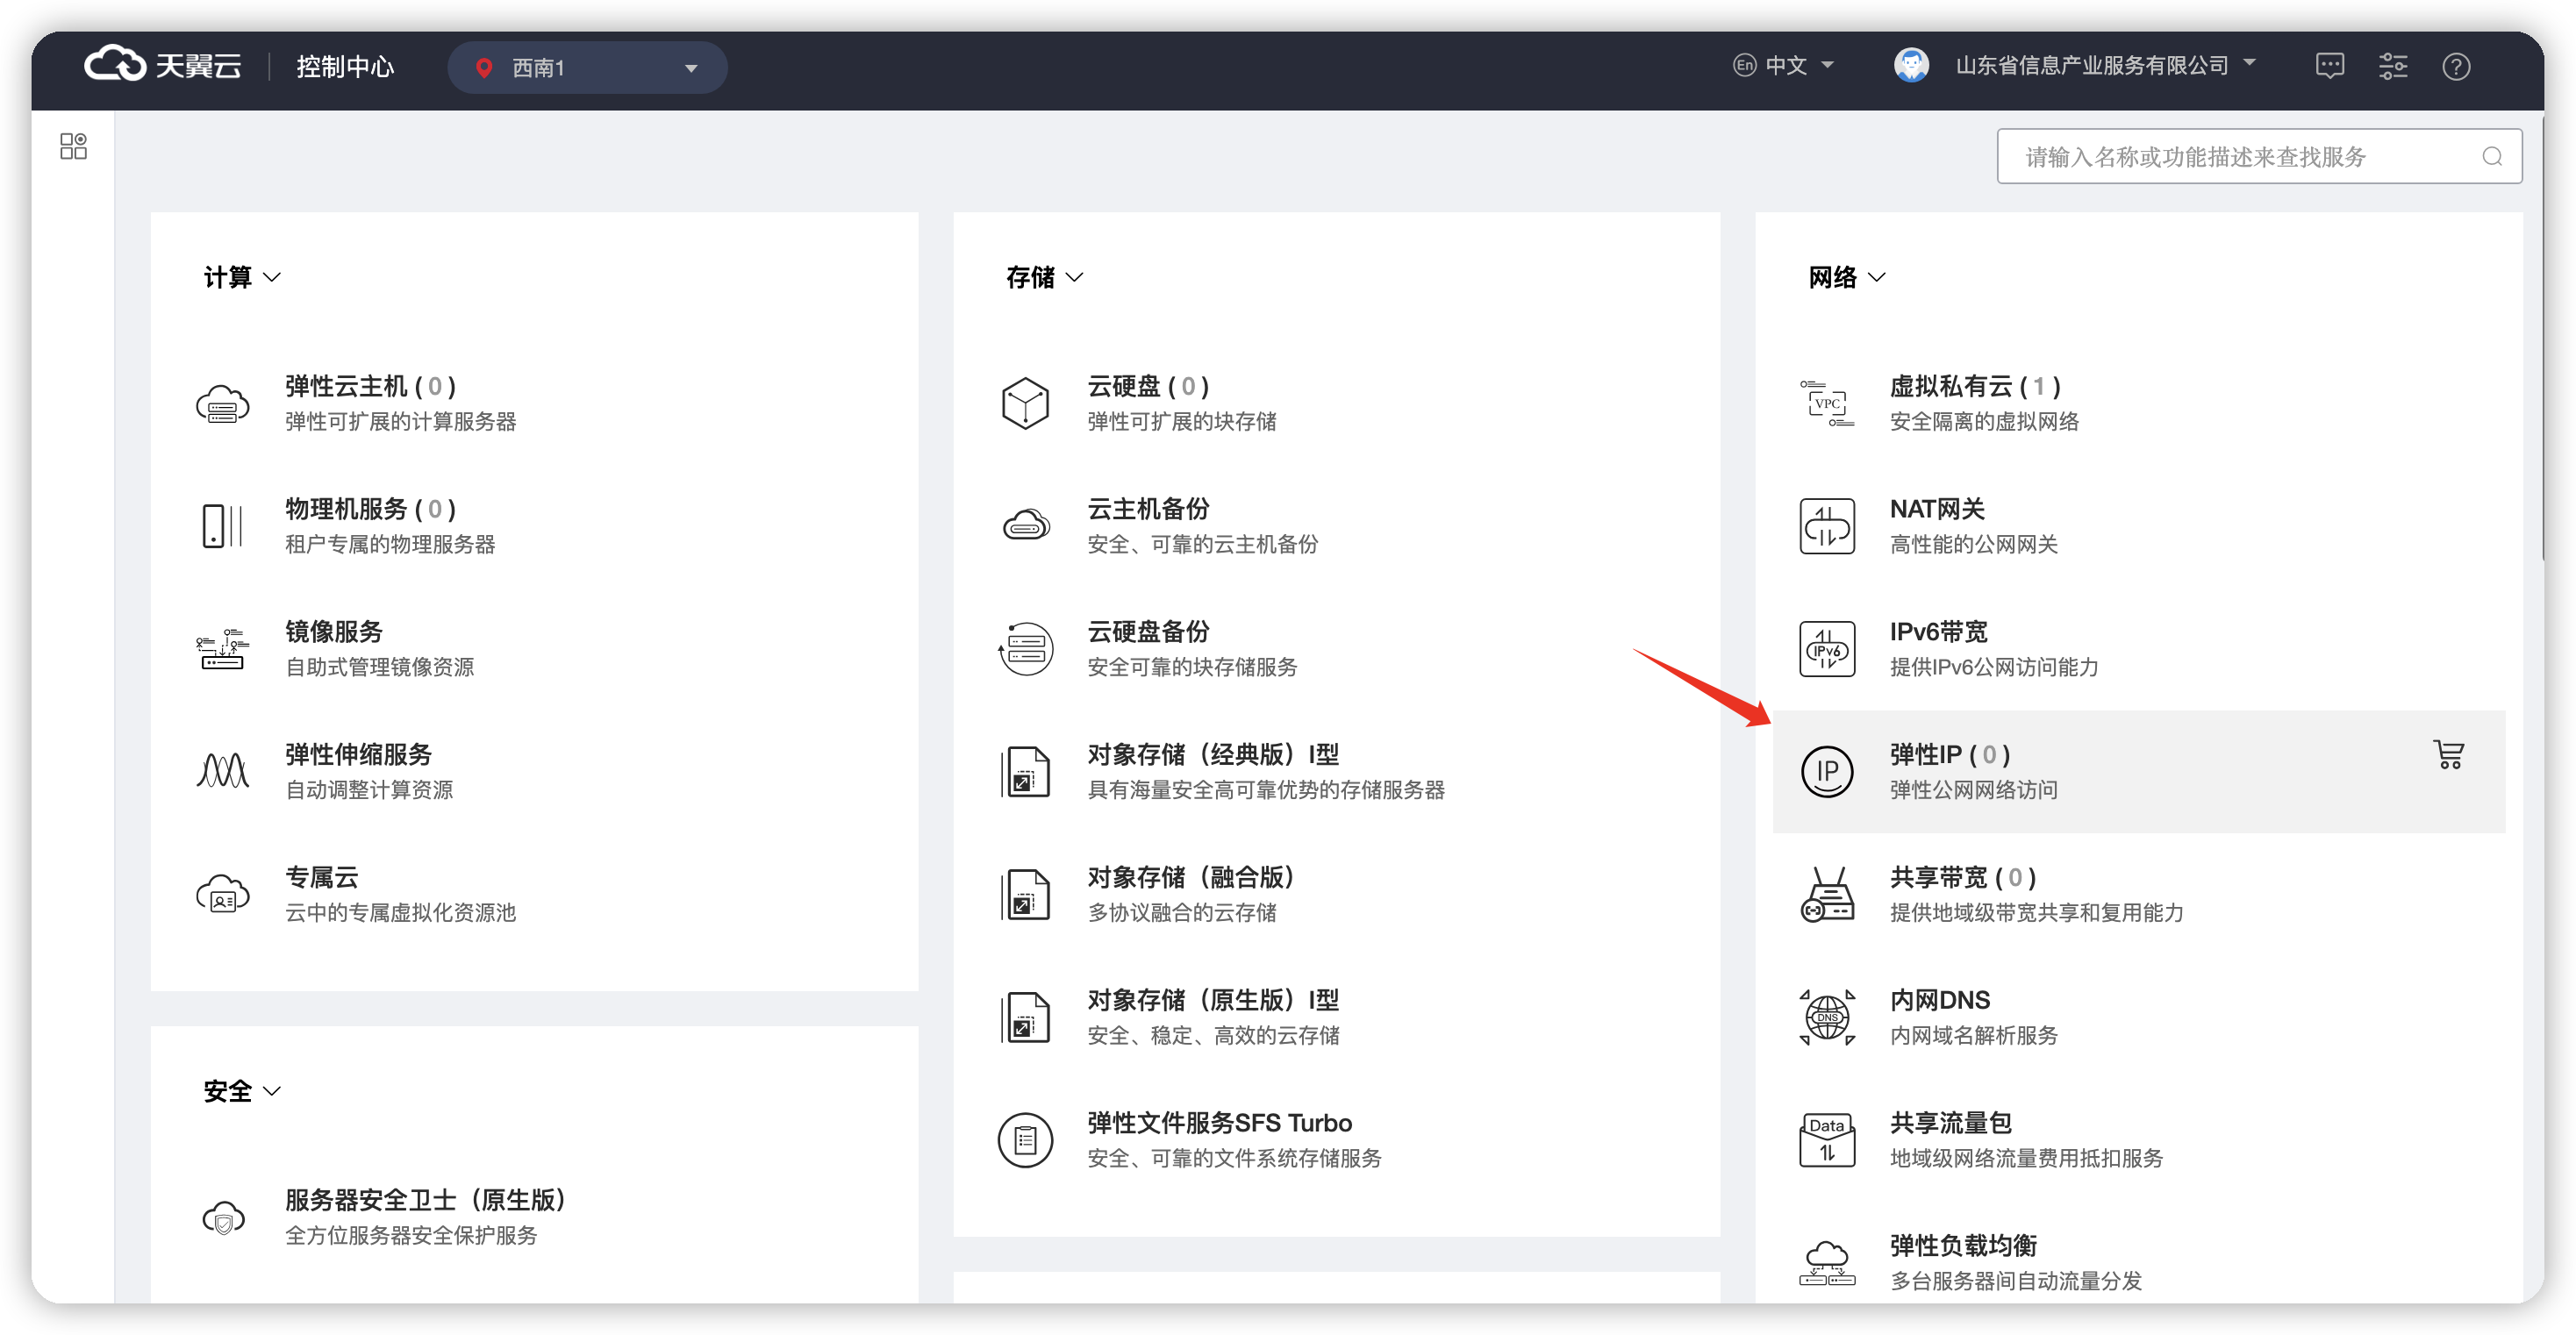 天翼云
控制中心
西南1
En 中文
山东省信息产业服务有限公司
请输入名称或功能描述来查找服务
计算
弹性云主机 ( 0 )
弹性可扩展的计算服务器
物理机服务 ( 0 )
租户专属的物理服务器
镜像服务
自助式管理镜像资源
弹性伸缩服务
自动调整计算资源
专属云
云中的专属虚拟化资源池
安全
服务器安全卫士（原生版）
全方位服务器安全保护服务
存储
云硬盘 ( 0 )
弹性可扩展的块存储
云主机备份
安全、可靠的云主机备份
云硬盘备份
安全可靠的块存储服务
对象存储（经典版）I型
具有海量安全高可靠优势的存储服务器
对象存储（融合版）
多协议融合的云存储
对象存储（原生版）I型
安全、稳定、高效的云存储
弹性文件服务SFS Turbo
安全、可靠的文件系统存储服务
网络
VPC
虚拟私有云 ( 1 )
安全隔离的虚拟网络
NAT网关
高性能的公网网关
IPv6
IPv6带宽
提供IPv6公网访问能力
IP
弹性IP ( 0 )
弹性公网网络访问
共享带宽 ( 0 )
提供地域级带宽共享和复用能力
DNS
内网DNS
内网域名解析服务
Data
共享流量包
地域级网络流量费用抵扣服务
弹性负载均衡
多台服务器间自动流量分发